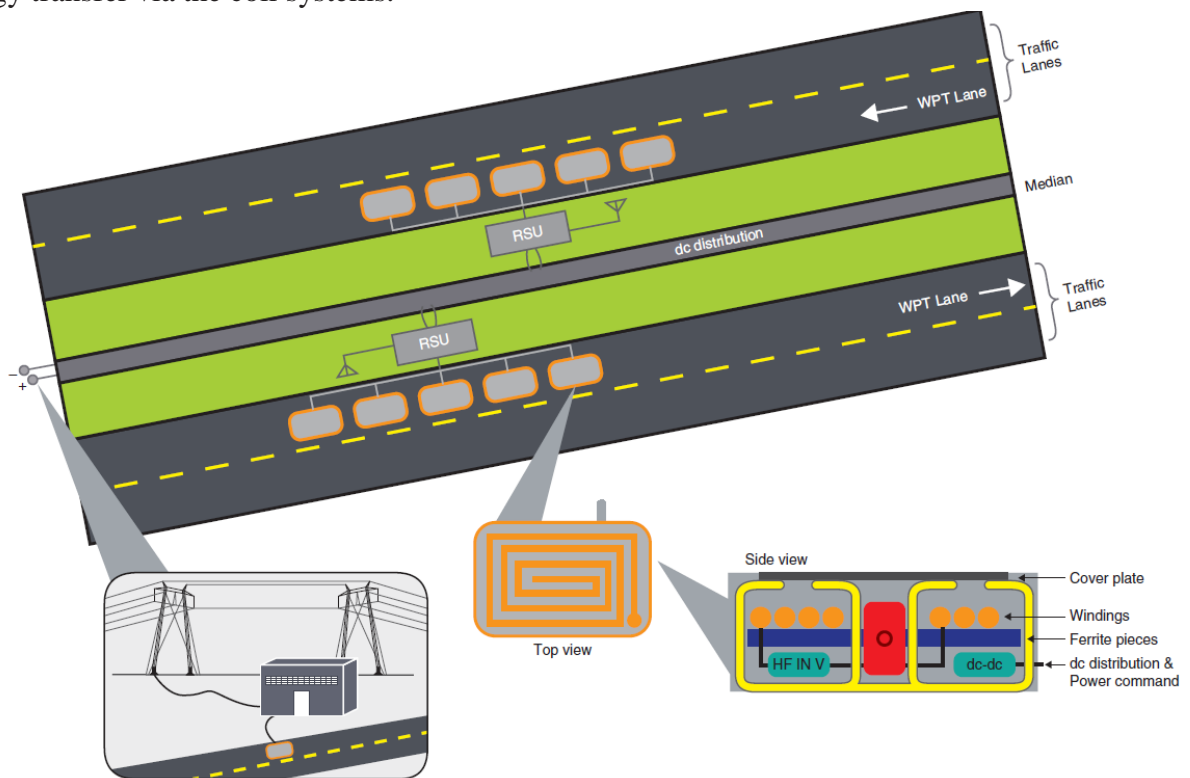 gy transfer via the coil systems.
Traffic
Lanes
WPT Lane
Median
RSU
dc distribution
Traffic
Lanes
WPT Lane
RSU
−
+
Side view
Cover plate
Windings
Ferrite pieces
HF IN V
dc-dc
dc distribution &
Power command
Top view